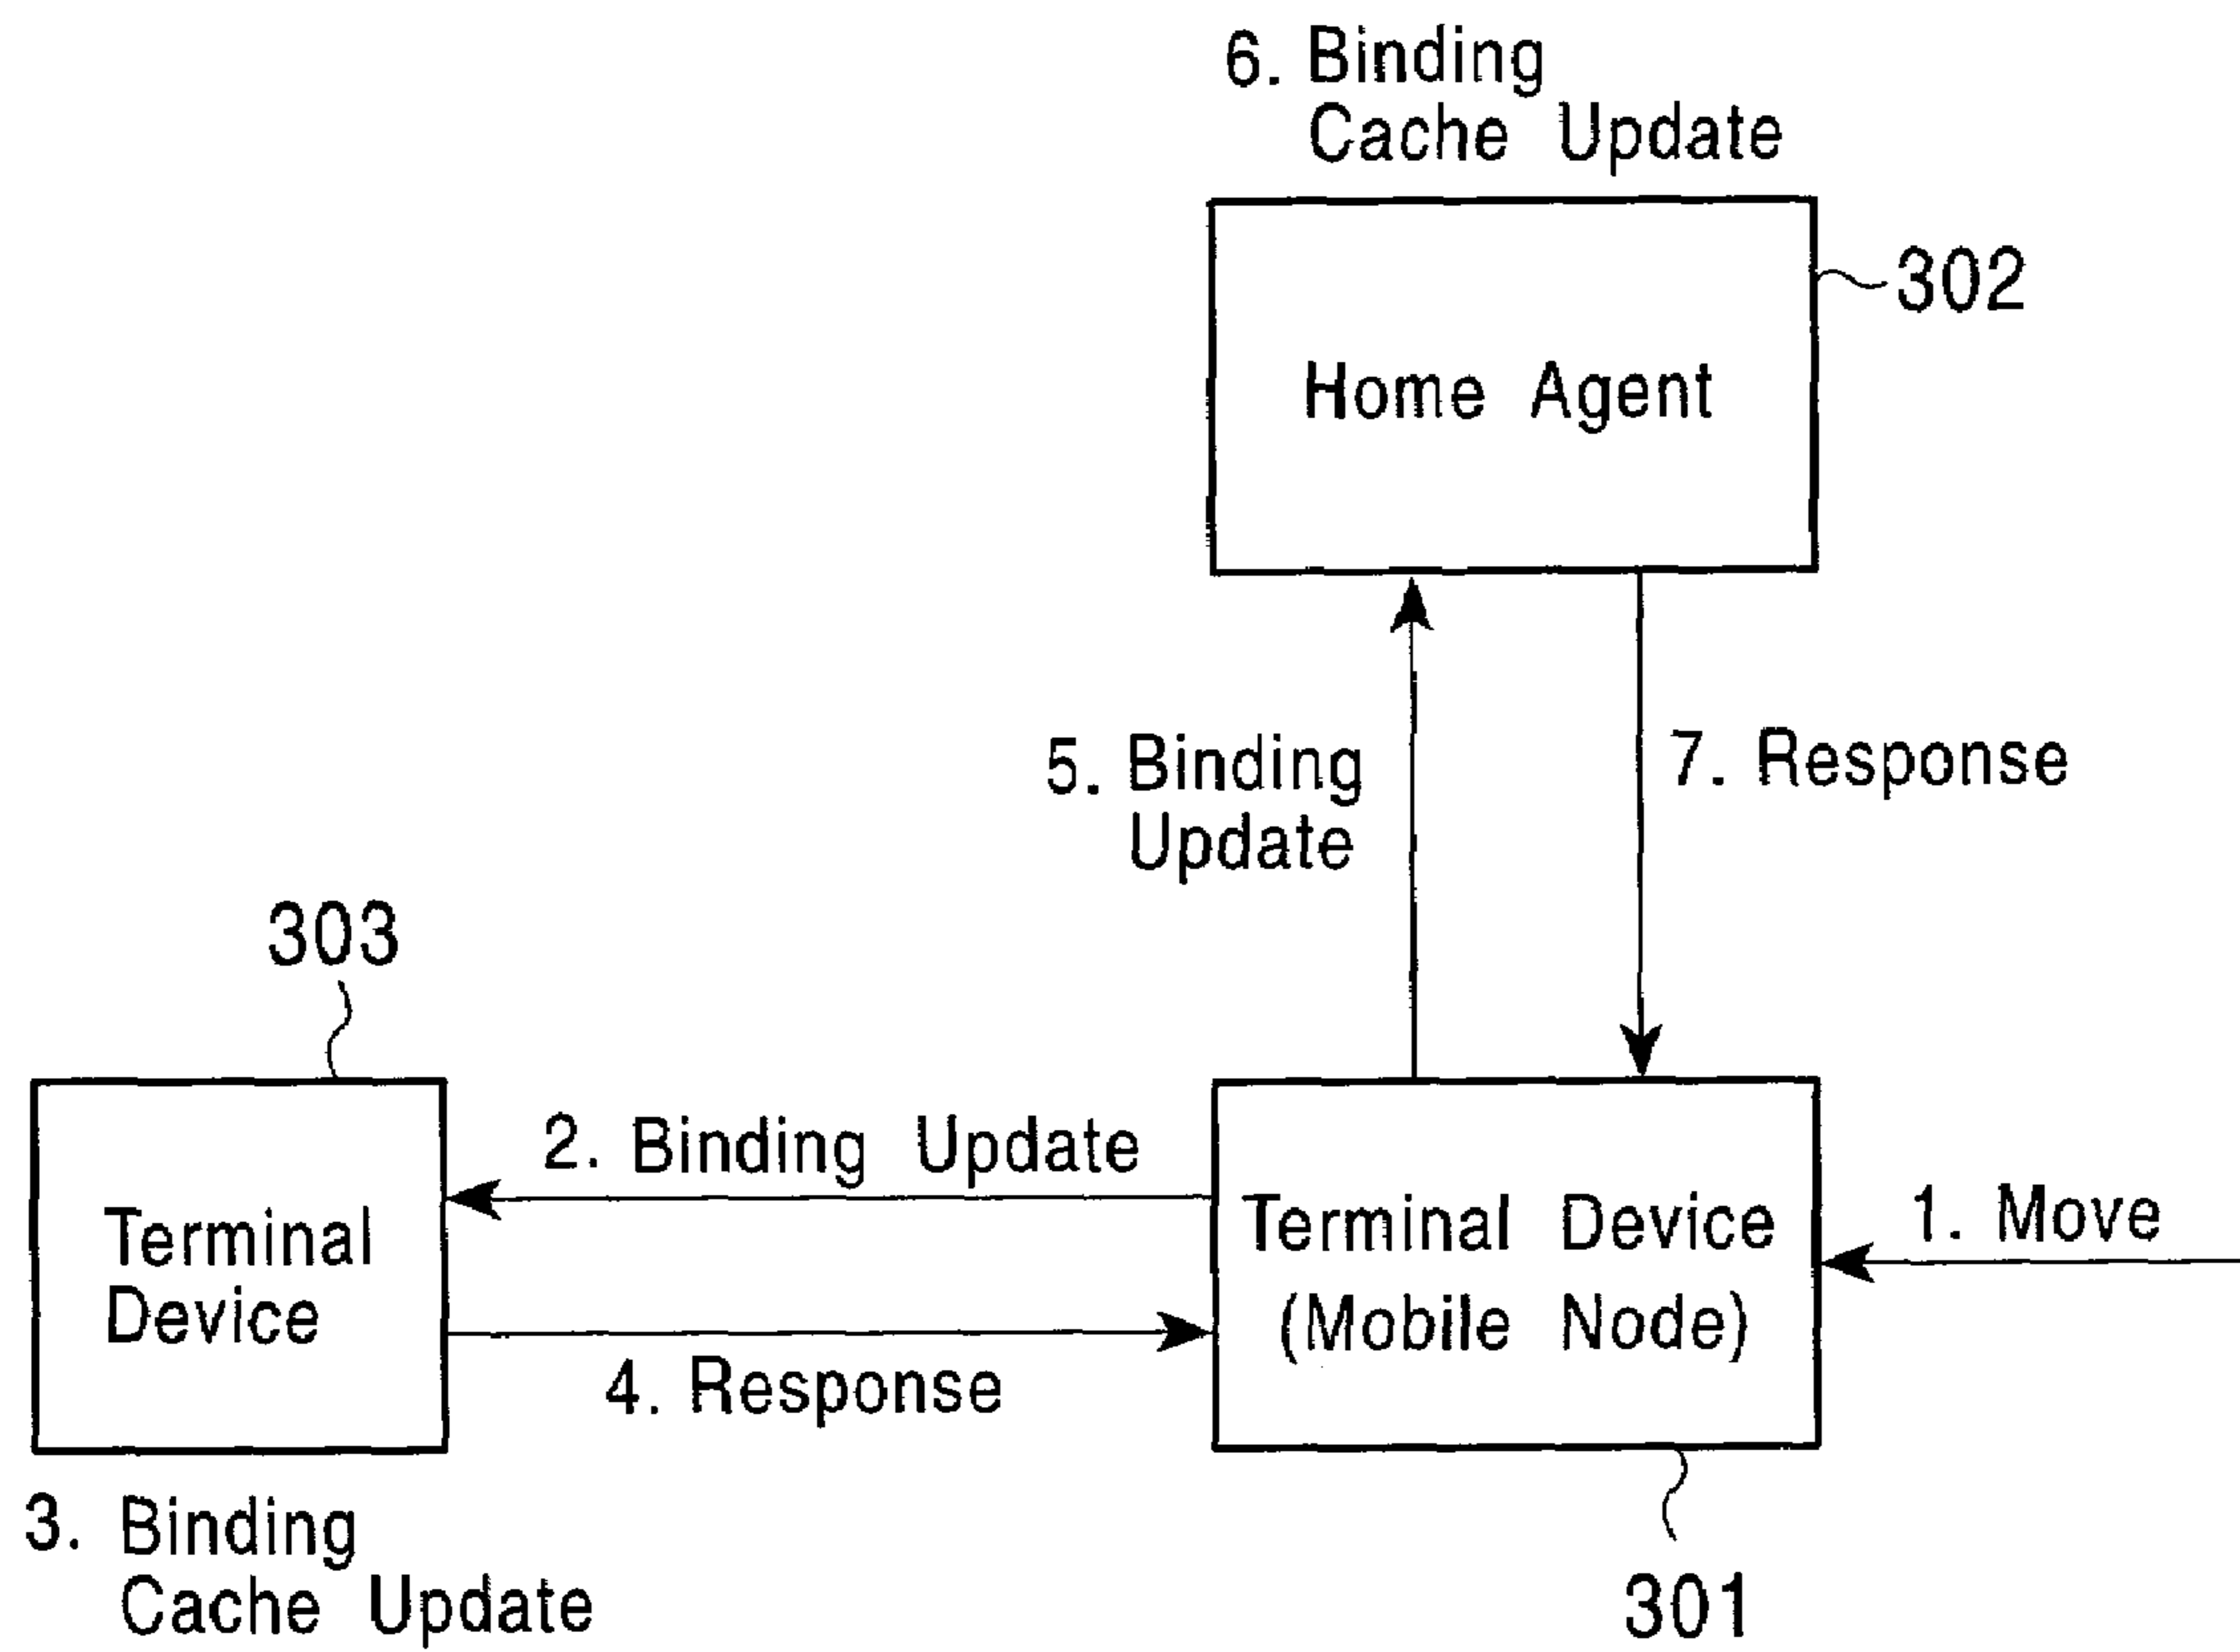 6. Binding
Cache Update
302
Home Agent
5. Binding
Update
7. Response
303
2. Binding Update
Terminal
Device
Terminal Device
(Mobile Node)
1. Move
4. Response
3. Binding
Cache Update
301